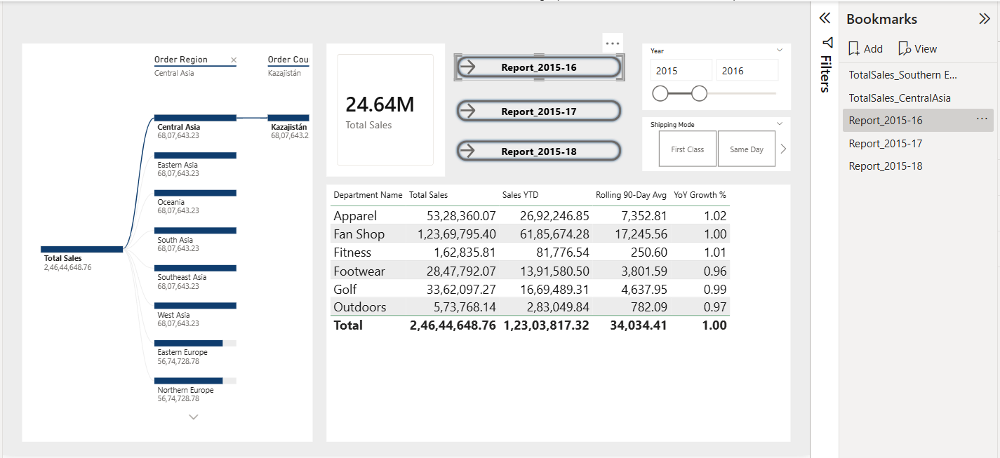 Order Region
Central Asia
Order Cou
Kazajistán
Central Asia
68,07,643.23
Kazajistán
68,07,643.2
Eastern Asia
68,07,643.23
Oceania
68,07,643.23
South Asia
68,07,643.23
Total Sales
2,46,44,648.76
Southeast Asia
68,07,643.23
West Asia
68,07,643.23
Eastern Europe
56,74,728.78
Northern Europe
56,74,728.78
24.64M
Total Sales
Report_2015-16
Report_2015-17
Report_2015-18
Year
2015 2016
Shipping Mode
First Class Same Day
Department Name Total Sales Sales YTD Rolling 90-Day Avg YoY Growth %
Apparel 53,28,360.07 26,92,246.85 7,352.81 1.02
Fan Shop 1,23,69,795.40 61,85,674.28 17,245.56 1.00
Fitness 1,62,835.81 81,776.54 250.60 1.01
Footwear 28,47,792.07 13,91,580.50 3,801.59 0.96
Golf 33,62,097.27 16,69,489.31 4,637.95 0.99
Outdoors 5,73,768.14 2,83,049.84 782.09 0.97
Total 2,46,44,648.76 1,23,03,817.32 34,034.41 1.00
Filters
Bookmarks
Add View
TotalSales_Southern E...
TotalSales_CentralAsia
Report_2015-16
Report_2015-17
Report_2015-18